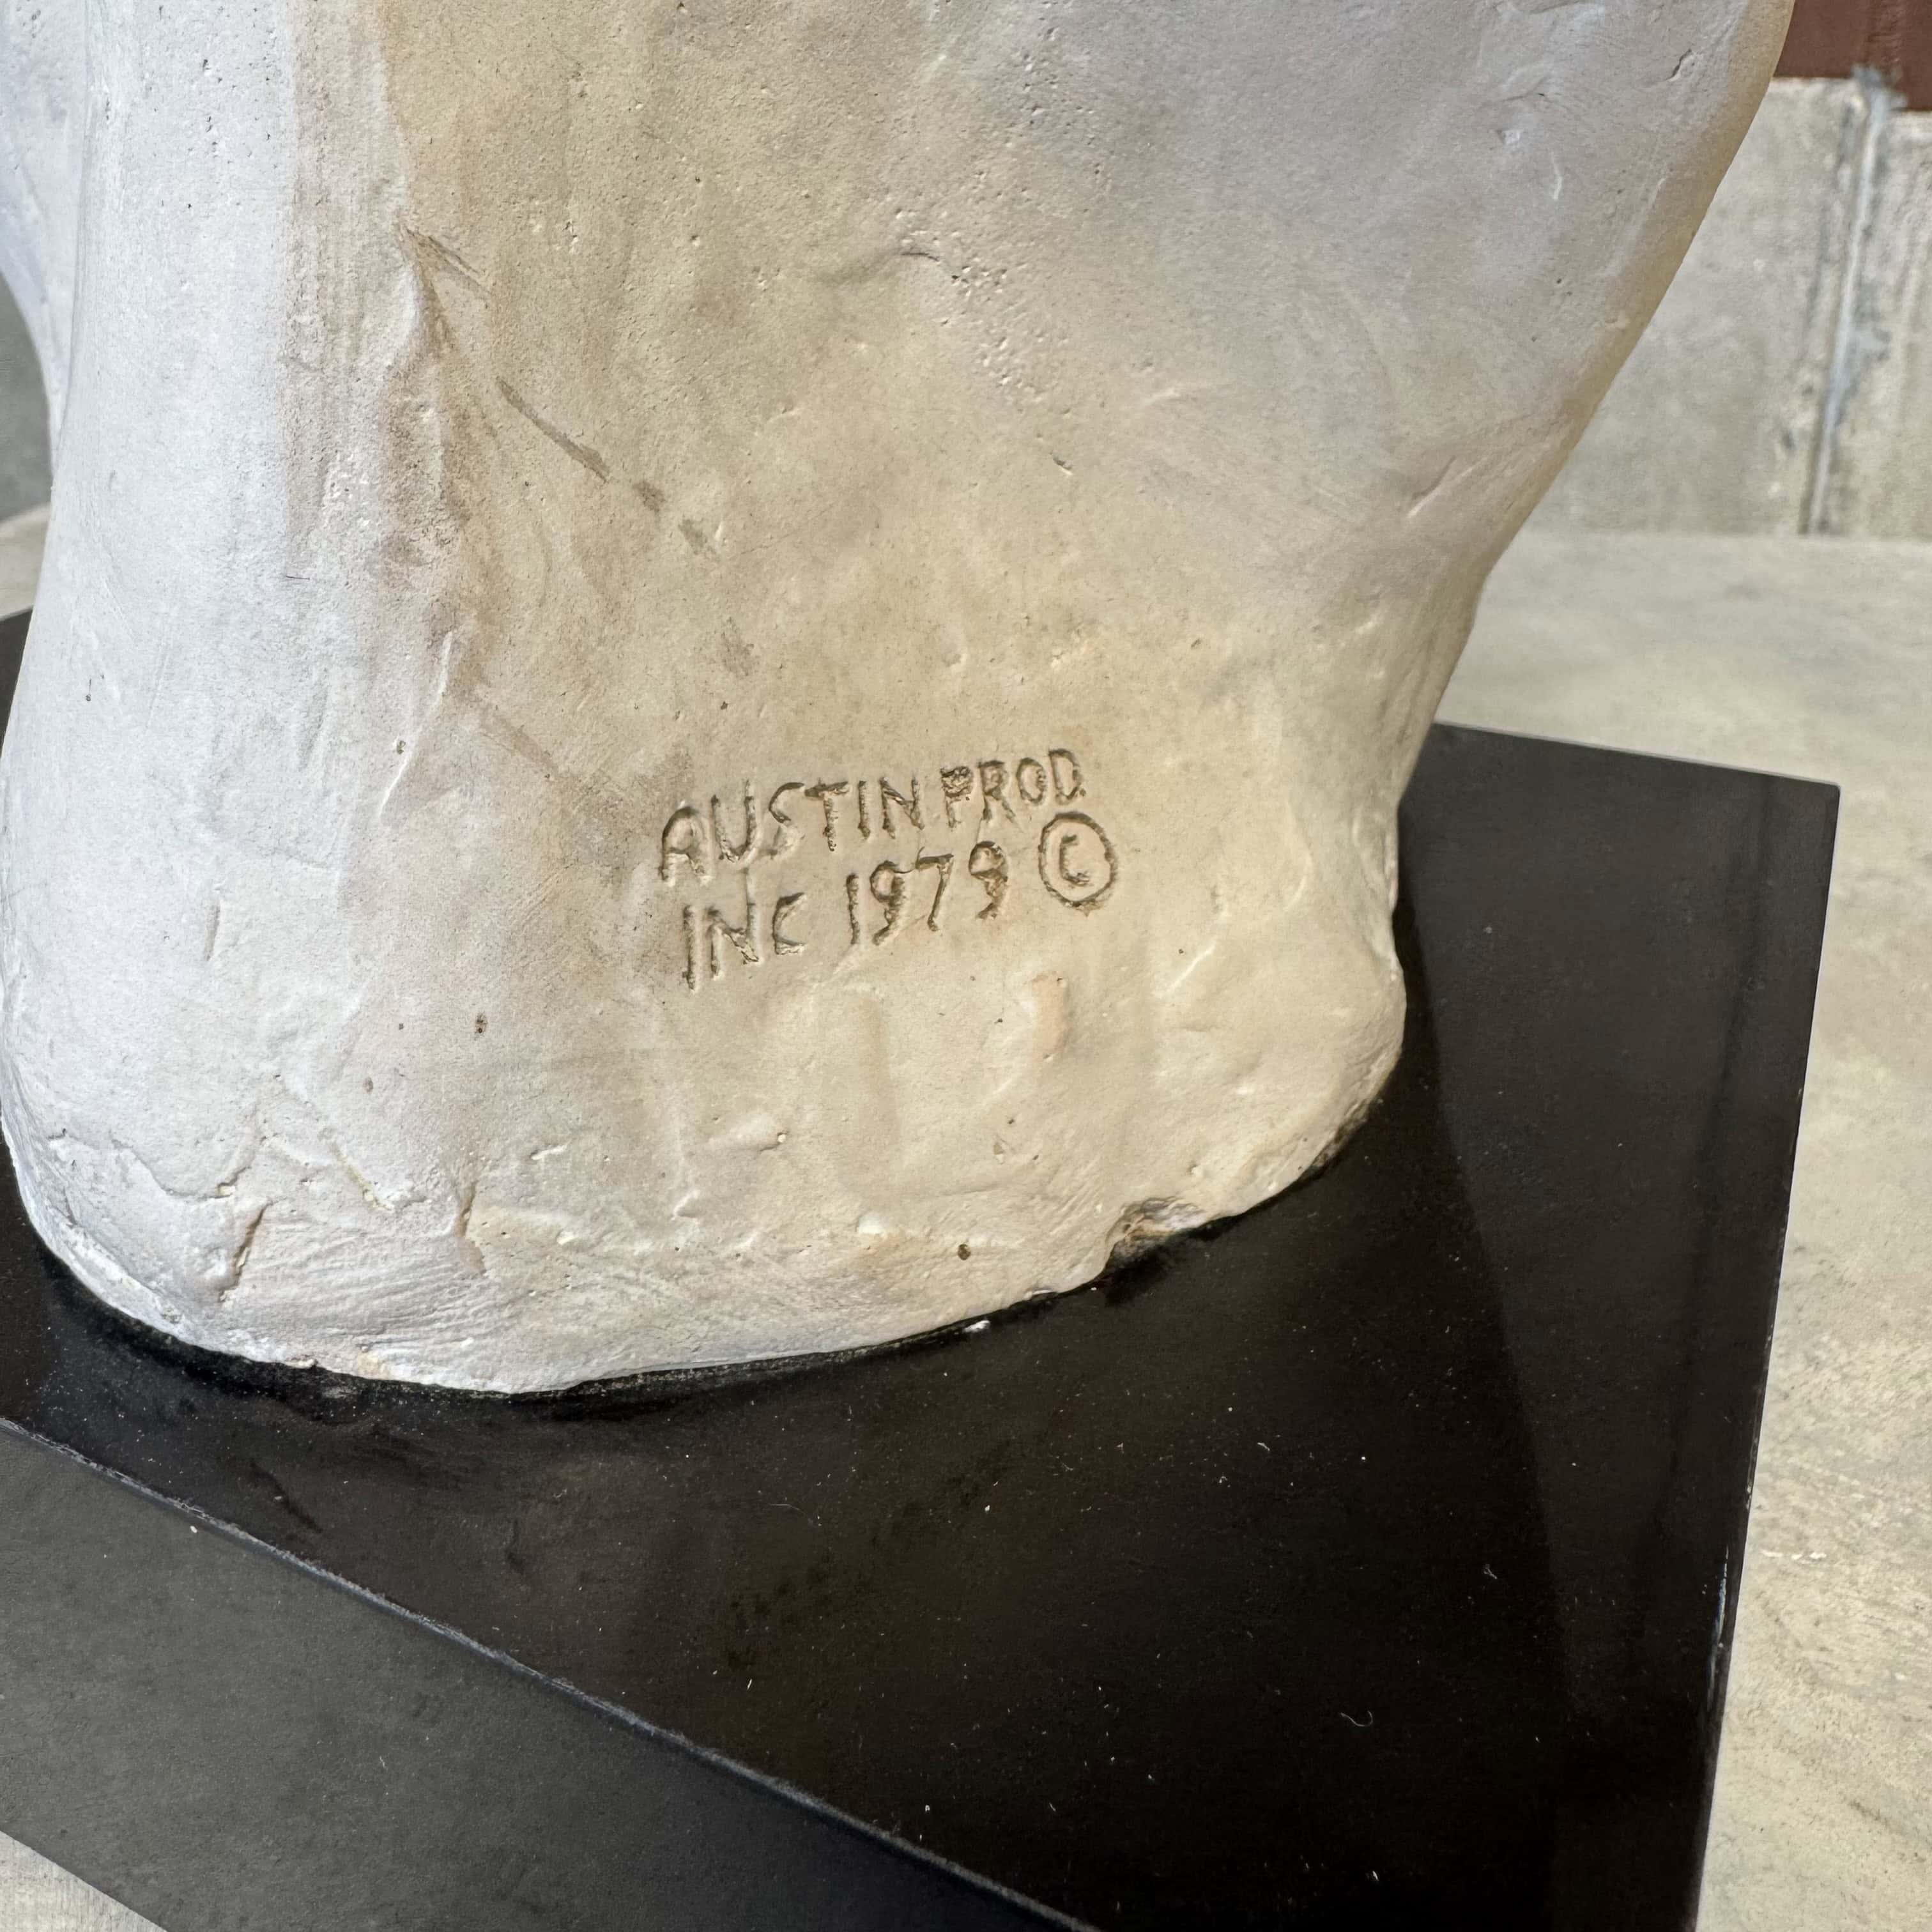 AUSTIN PROD.
INC 1979 ©